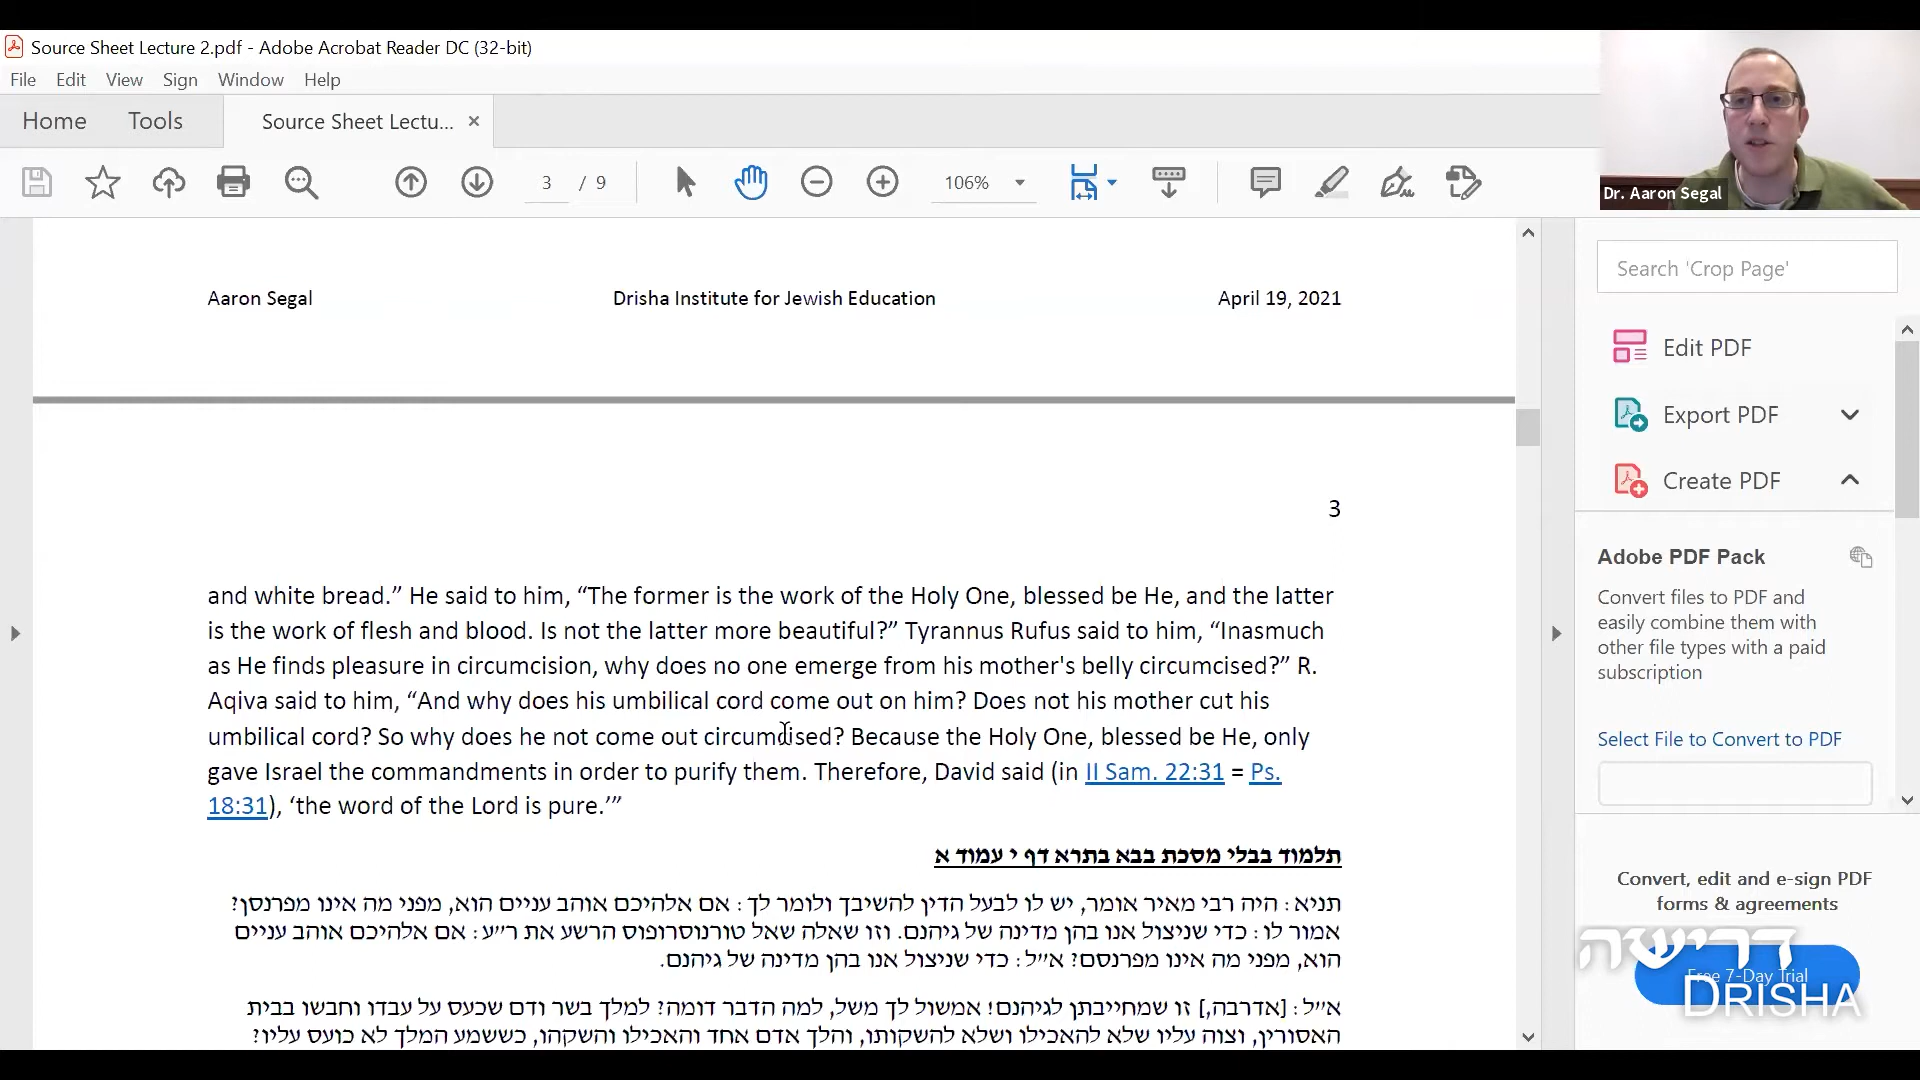 Source Sheet Lecture 2.pdf - Adobe Acrobat Reader DC (32-bit)
File Edit View Sign Window Help
Home Tools Source Sheet Lectu... ×
3 / 9 106%
Dr. Aaron Segal
Aaron Segal Drisha Institute for Jewish Education April 19, 2021
3
and white bread.” He said to him, “The former is the work of the Holy One, blessed be He, and the latter
is the work of flesh and blood. Is not the latter more beautiful?” Tyrannus Rufus said to him, “Inasmuch
as He finds pleasure in circumcision, why does no one emerge from his mother's belly circumcised?” R.
Aqiva said to him, “And why does his umbilical cord come out on him? Does not his mother cut his
umbilical cord? So why does he not come out circumcised? Because the Holy One, blessed be He, only
gave Israel the commandments in order to purify them. Therefore, David said (in II Sam. 22:31 = Ps.
18:31), ‘the word of the Lord is pure.’”
תלמוד בבלי מסכת בבא בתרא דף י עמוד א
תניא: היה רבי מאיר אומר, יש לו לבעל הדין להשיבך ולומר לך: אם אלהיכם אוהב עניים הוא, מפני מה אינו מפרנסן?
אמור לו: כדי שניצול אנו בהן מדינה של גיהנם. וזו שאלה שאל טורנוסרופוס הרשע את ר"ע: אם אלהיכם אוהב עניים
הוא, מפני מה אינו מפרנסם? א"ל: כדי שניצול אנו בהן מדינה של גיהנם.
א"ל: [אדרבה,] זו שמחייבתן לגיהנם! אמשול לך משל, למה הדבר דומה? למלך בשר ודם שכעס על עבדו וחבשו בבית
האסורין, וצוה עליו שלא להאכילו ושלא להשקותו, והלך אדם אחד והאכילו והשקהו, כששמע המלך לא כועס עליו?
Search 'Crop Page'
Edit PDF
Export PDF
Create PDF
Adobe PDF Pack
Convert files to PDF and
easily combine them with
other file types with a paid
subscription
Select File to Convert to PDF
Convert, edit and e-sign PDF
forms & agreements
Free 7-Day Trial
דרישה
DRISHA